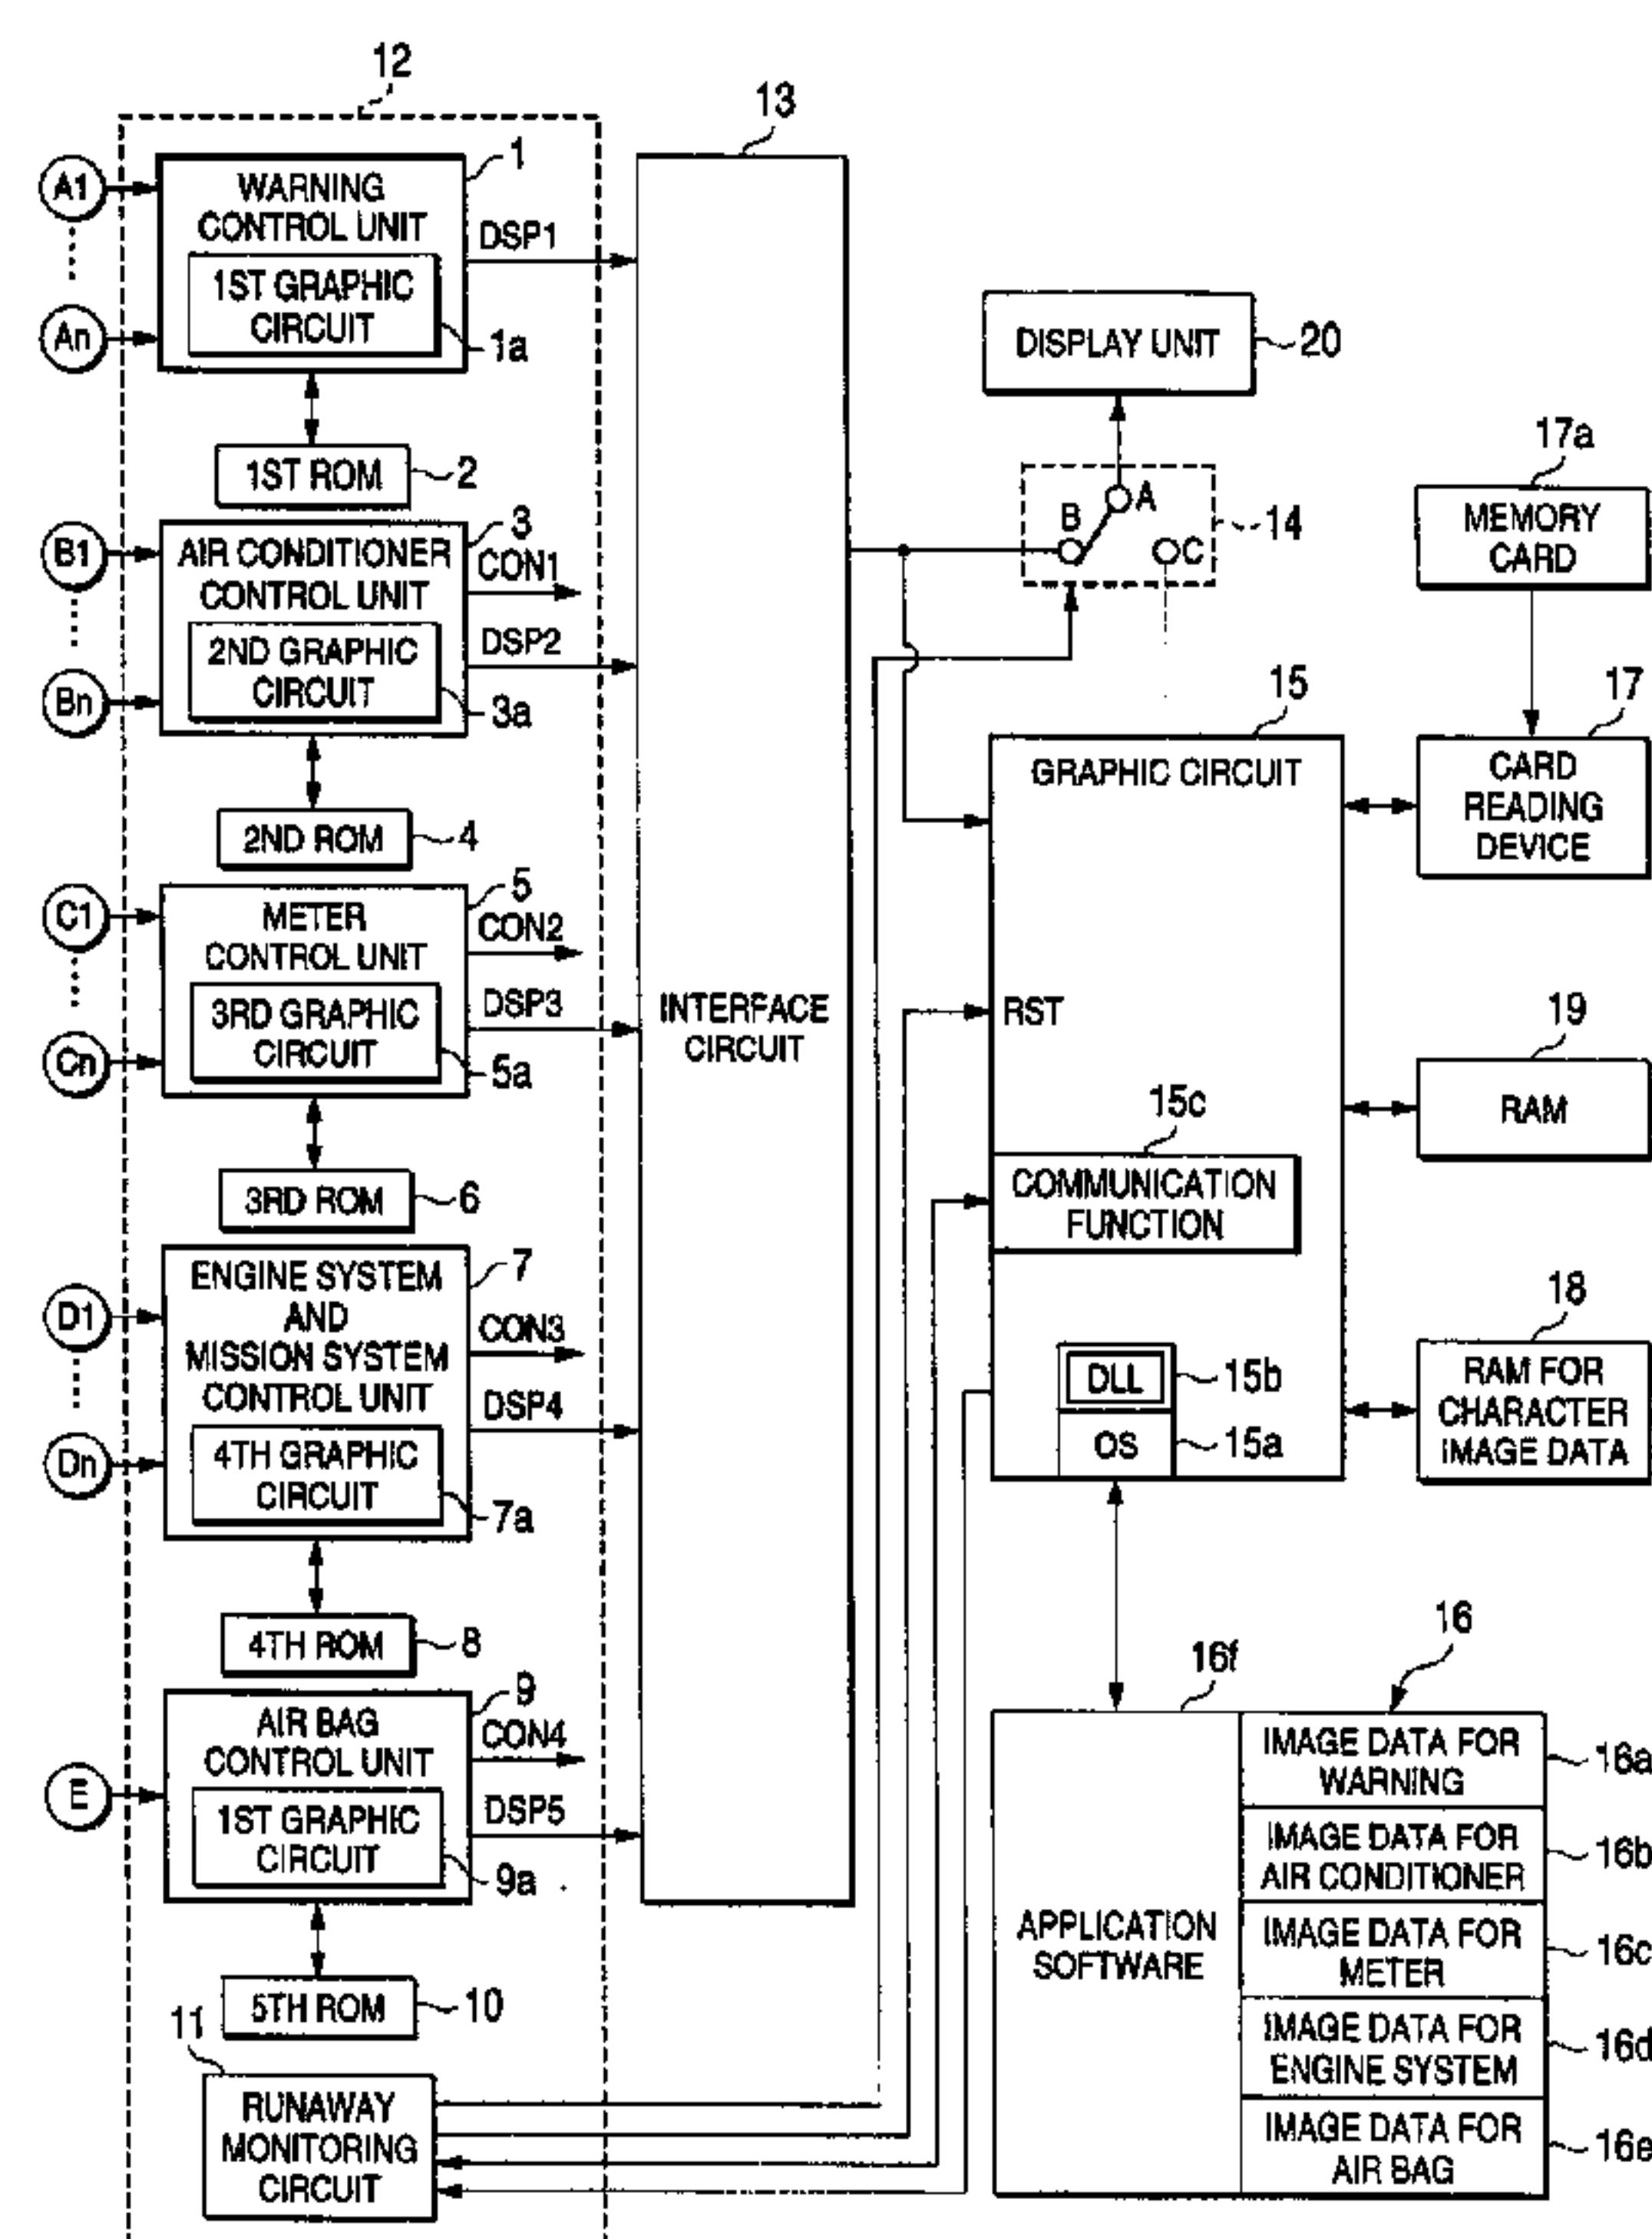 12
13
A1
An
WARNING
CONTROL UNIT
1
1ST GRAPHIC
CIRCUIT
1a
DSP1
1ST ROM
2
B1
Bn
AIR CONDITIONER
CONTROL UNIT
3
CON1
2ND GRAPHIC
CIRCUIT
3a
DSP2
2ND ROM
4
C1
Cn
METER
CONTROL UNIT
5
CON2
3RD GRAPHIC
CIRCUIT
5a
DSP3
3RD ROM
6
D1
Dn
ENGINE SYSTEM
AND
MISSION SYSTEM
CONTROL UNIT
7
CON3
DSP4
4TH GRAPHIC
CIRCUIT
7a
4TH ROM
8
E
AIR BAG
CONTROL UNIT
9
CON4
1ST GRAPHIC
CIRCUIT
9a
DSP5
5TH ROM
10
11
RUNAWAY
MONITORING
CIRCUIT
INTERFACE
CIRCUIT
DISPLAY UNIT
20
A
B
C
14
17a
MEMORY
CARD
15
GRAPHIC CIRCUIT
17
CARD
READING
DEVICE
RST
19
RAM
15c
COMMUNICATION
FUNCTION
DLL
15b
OS
15a
18
RAM FOR
CHARACTER
IMAGE DATA
16
16f
APPLICATION
SOFTWARE
IMAGE DATA FOR
WARNING
16a
IMAGE DATA FOR
AIR CONDITIONER
16b
IMAGE DATA FOR
METER
16c
IMAGE DATA FOR
ENGINE SYSTEM
16d
IMAGE DATA FOR
AIR BAG
16e